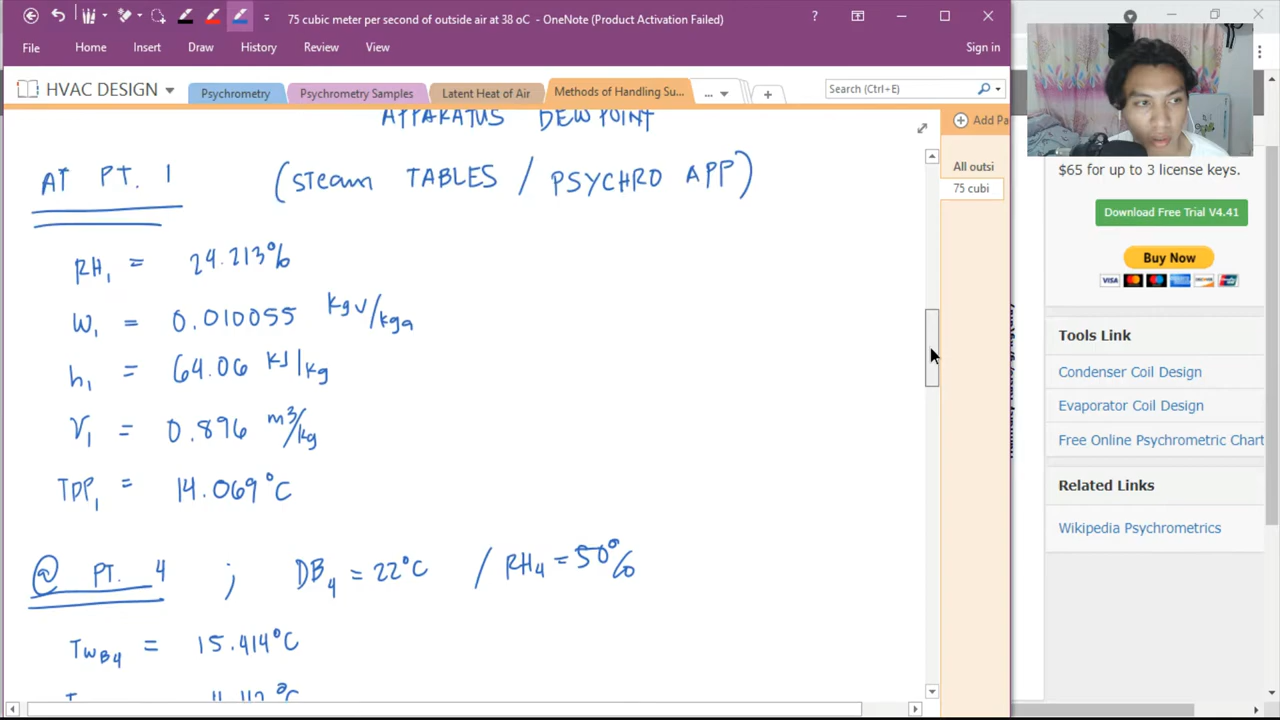 75 cubic meter per second of outside air at 38 oC - OneNote (Product Activation Failed)
?
File Home Insert Draw History Review View
Sign in
HVAC DESIGN
Psychrometry
Psychrometry Samples
Latent Heat of Air
Methods of Handling Su...
...
Search (Ctrl+E)
Add Pa
All outsi
75 cubi
APPARATUS DEWPOINT
AT PT. 1 (STEAM TABLES / PSYCHRO APP)
RH1 = 24.213%
W1 = 0.010055 kgv/kga
h1 = 64.06 kJ/kg
V1 = 0.896 m3/kg
TDP1 = 14.069°C
@ PT. 4 ; DB4 = 22°C / RH4 = 50%
TWB4 = 15.414°C
$65 for up to 3 license keys.
Download Free Trial V4.41
Buy Now
VISA
Tools Link
Condenser Coil Design
Evaporator Coil Design
Free Online Psychrometric Chart
Related Links
Wikipedia Psychrometrics